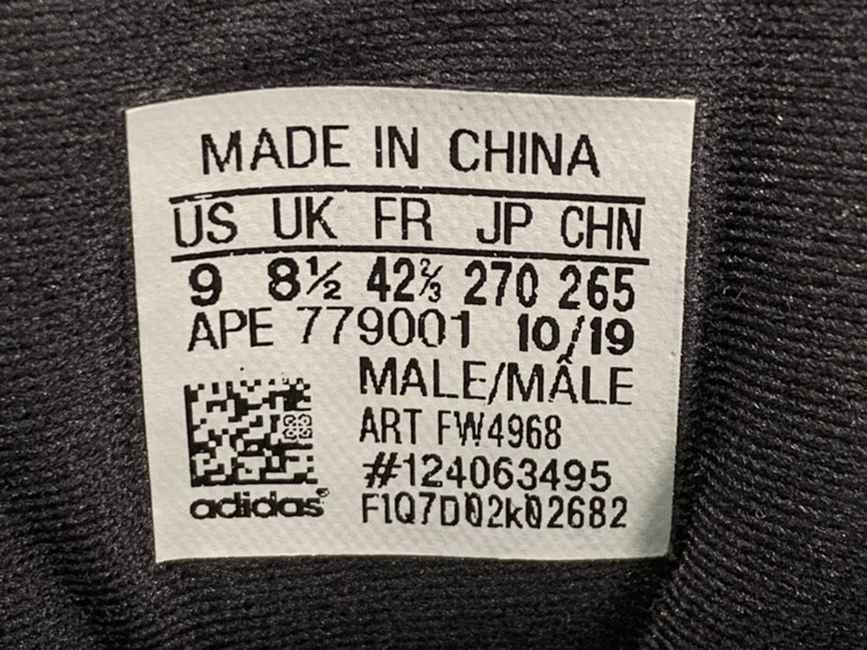 MADE IN CHINA
US UK FR JP CHN
9 8½ 42⅔ 270 265
APE 779001 10/19
MALE/MÂLE
ART FW4968
#124063495
adidas®
F1Q7D02k02682